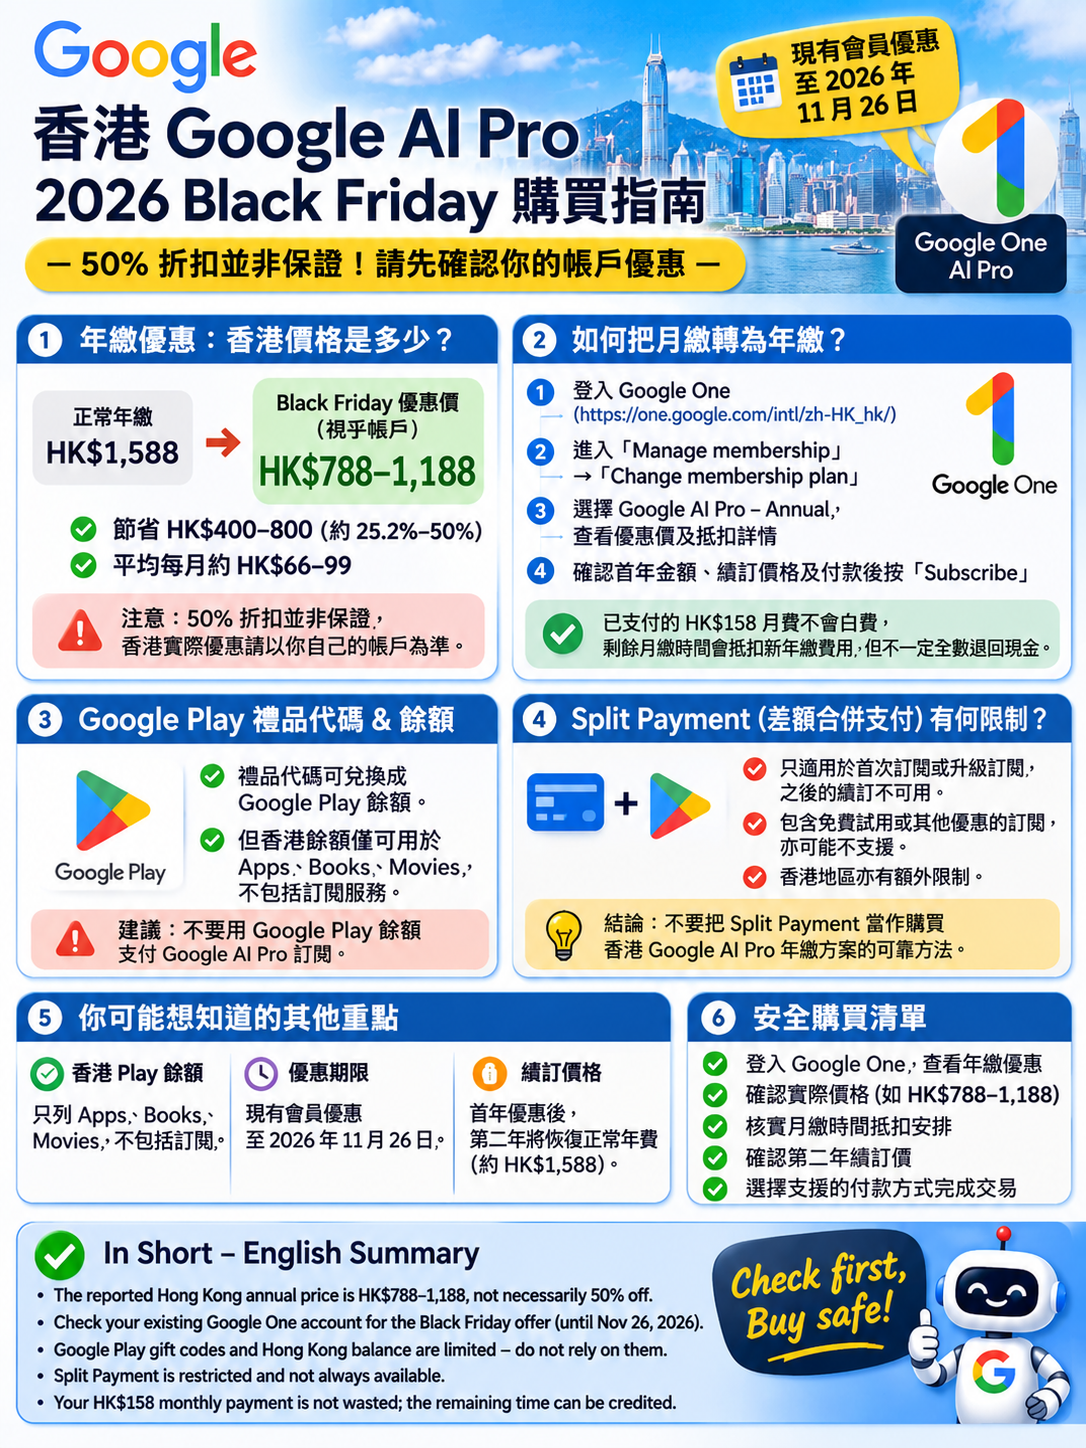 Google
現有會員優惠
至 2026 年
11 月 26 日
香港 Google AI Pro
2026 Black Friday 購買指南
— 50% 折扣並非保證！請先確認你的帳戶優惠 —
Google One
AI Pro
1 年繳優惠：香港價格是多少？
正常年繳
HK$1,588
Black Friday 優惠價
（視乎帳戶）
HK$788–1,188
節省 HK$400–800 (約 25.2%–50%)
平均每月約 HK$66–99
注意：50% 折扣並非保證，
香港實際優惠請以你自己的帳戶為準。
2 如何把月繳轉為年繳？
1 登入 Google One
(https://one.google.com/intl/zh-HK_hk/)
2 進入「Manage membership」
→「Change membership plan」
3 選擇 Google AI Pro – Annual,，
查看優惠價及抵扣詳情
4 確認首年金額、續訂價格及付款後按「Subscribe」
Google One
已支付的 HK$158 月費不會白費，
剩餘月繳時間會抵扣新年繳費用，但不一定全數退回現金。
3 Google Play 禮品代碼 & 餘額
Google Play
禮品代碼可兌換成
Google Play 餘額。
但香港餘額僅可用於
Apps、Books、Movies，
不包括訂閱服務。
建議：不要用 Google Play 餘額
支付 Google AI Pro 訂閱。
4 Split Payment (差額合併支付) 有何限制？
只適用於首次訂閱或升級訂閱，
之後的續訂不可用。
包含免費試用或其他優惠的訂閱，
亦可能不支援。
香港地區亦有額外限制。
結論：不要把 Split Payment 當作購買
香港 Google AI Pro 年繳方案的可靠方法。
5 你可能想知道的其他重點
香港 Play 餘額
只列 Apps、Books、
Movies，不包括訂閱。
優惠期限
現有會員優惠
至 2026 年 11 月 26 日。
續訂價格
首年優惠後，
第二年將恢復正常年費
(約 HK$1,588)。
6 安全購買清單
登入 Google One，查看年繳優惠
確認實際價格 (如 HK$788–1,188)
核實月繳時間抵扣安排
確認第二年續訂價
選擇支援的付款方式完成交易
In Short – English Summary
• The reported Hong Kong annual price is HK$788–1,188, not necessarily 50% off.
• Check your existing Google One account for the Black Friday offer (until Nov 26, 2026).
• Google Play gift codes and Hong Kong balance are limited – do not rely on them.
• Split Payment is restricted and not always available.
• Your HK$158 monthly payment is not wasted; the remaining time can be credited.
Check first,
Buy safe!
G